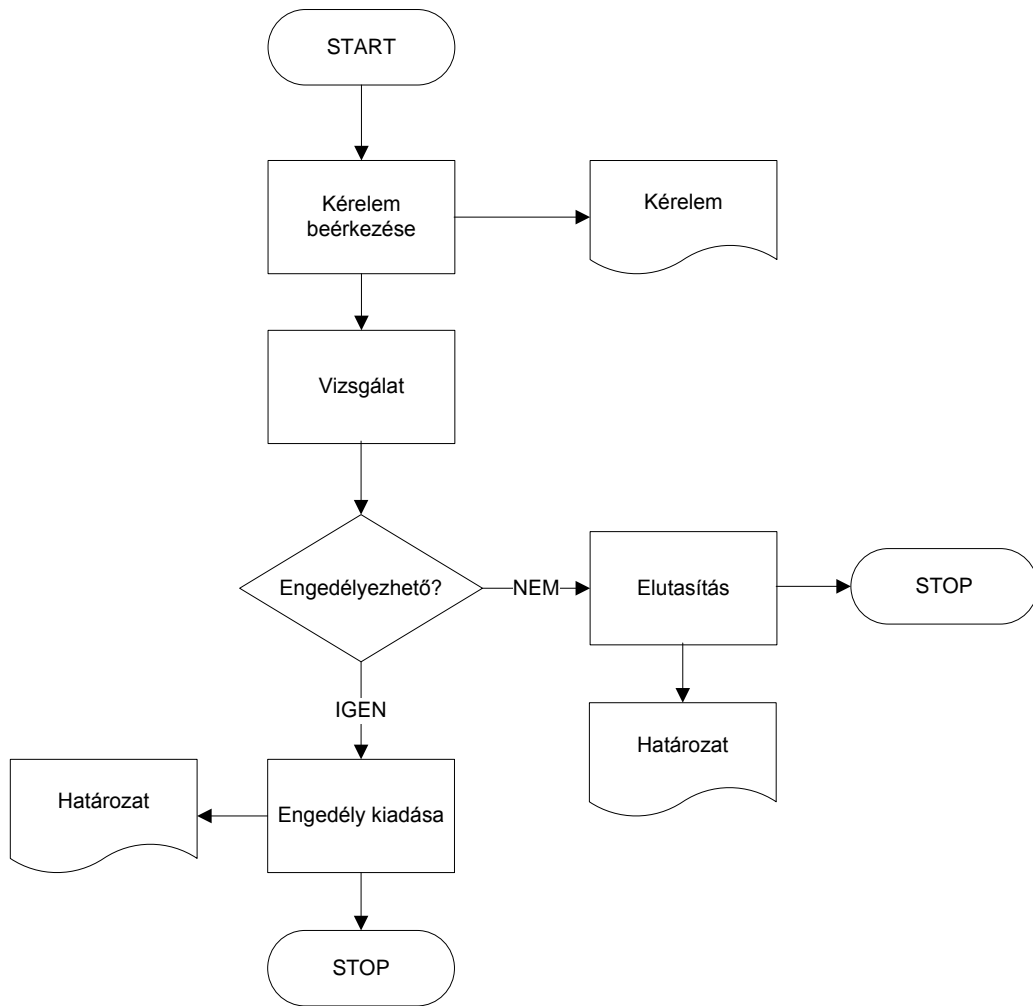 START
Kérelem
beérkezése
Kérelem
Vizsgálat
Engedélyezhető?
NEM
Elutasítás
STOP
IGEN
Határozat
Határozat
Engedély kiadása
STOP